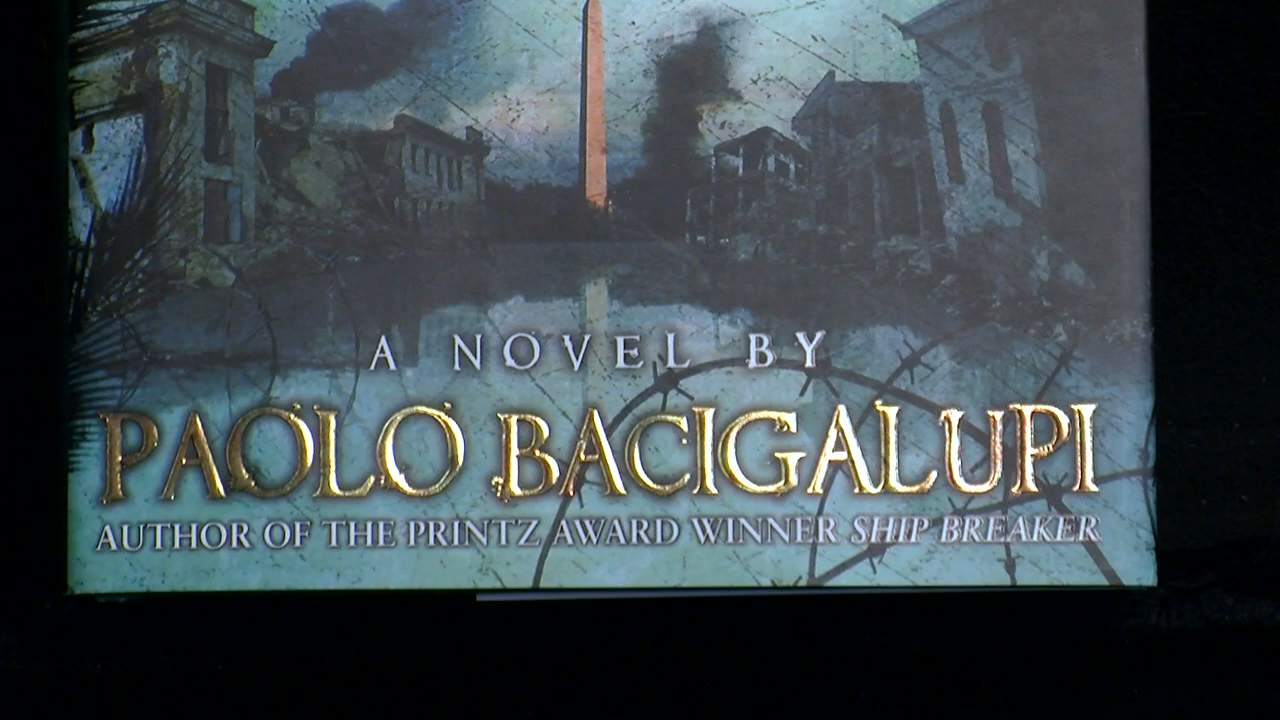 A NOVEL BY
PAOLO BACIGALUPI
AUTHOR OF THE PRINTZ AWARD WINNER SHIP BREAKER